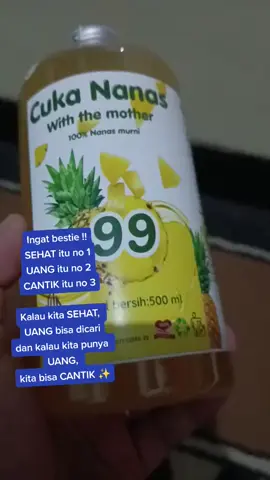 Cuka Nanas
With the mother
100% Nanas murni
99
bersih:500 ml
Ingat bestie !!
SEHAT itu no 1
UANG itu no 2
CANTIK itu no 3
Kalau kita SEHAT,
UANG bisa dicari
dan kalau kita punya
UANG,
kita bisa CANTIK ✨